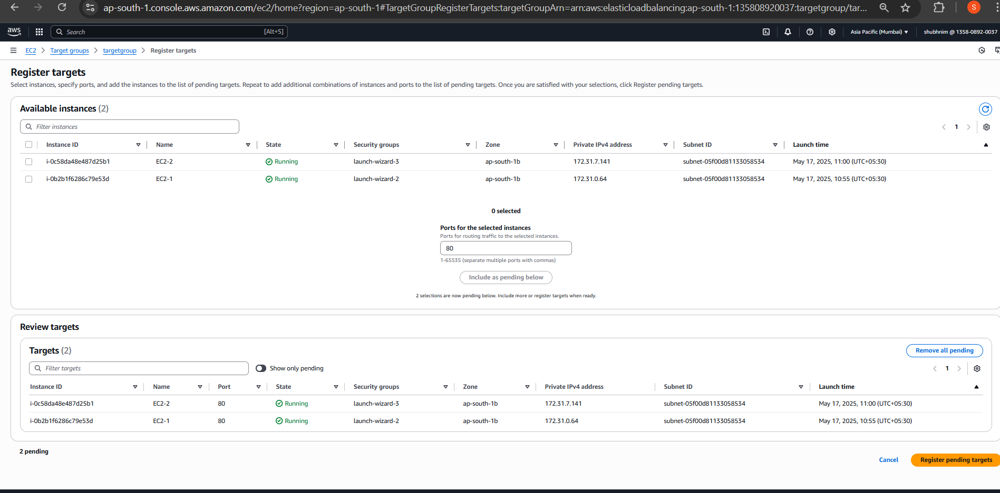 ap-south-1.console.aws.amazon.com/ec2/home?region=ap-south-1#TargetGroupRegisterTargets:targetGroupArn=arn:aws:elasticloadbalancing:ap-south-1:135808920037:targetgroup/tar...
S
aws Search [Alt+S] Asia Pacific (Mumbai) shubhnim @ 1358-0892-0037
EC2 Target groups targetgroup Register targets
Register targets
Select instances, specify ports, and add the instances to the list of pending targets. Repeat to add additional combinations of instances and ports to the list of pending targets. Once you are satisfied with your selections, click Register pending targets.
Available instances (2)
Filter instances
1
Instance ID Name State Security groups Zone Private IPv4 address Subnet ID Launch time
i-0c58da48e487d25b1 EC2-2 Running launch-wizard-3 ap-south-1b 172.31.7.141 subnet-05f00d81133058534 May 17, 2025, 11:00 (UTC+05:30)
i-0b2b1f6286c79e53d EC2-1 Running launch-wizard-2 ap-south-1b 172.31.0.64 subnet-05f00d81133058534 May 17, 2025, 10:55 (UTC+05:30)
0 selected
Ports for the selected instances
Ports for routing traffic to the selected instances.
80
1-65535 (separate multiple ports with commas)
Include as pending below
2 selections are now pending below. Include more or register targets when ready.
Review targets
Targets (2)
Remove all pending
Filter targets Show only pending
1
Instance ID Name Port State Security groups Zone Private IPv4 address Subnet ID Launch time
i-0c58da48e487d25b1 EC2-2 80 Running launch-wizard-3 ap-south-1b 172.31.7.141 subnet-05f00d81133058534 May 17, 2025, 11:00 (UTC+05:30)
i-0b2b1f6286c79e53d EC2-1 80 Running launch-wizard-2 ap-south-1b 172.31.0.64 subnet-05f00d81133058534 May 17, 2025, 10:55 (UTC+05:30)
2 pending
Cancel Register pending targets